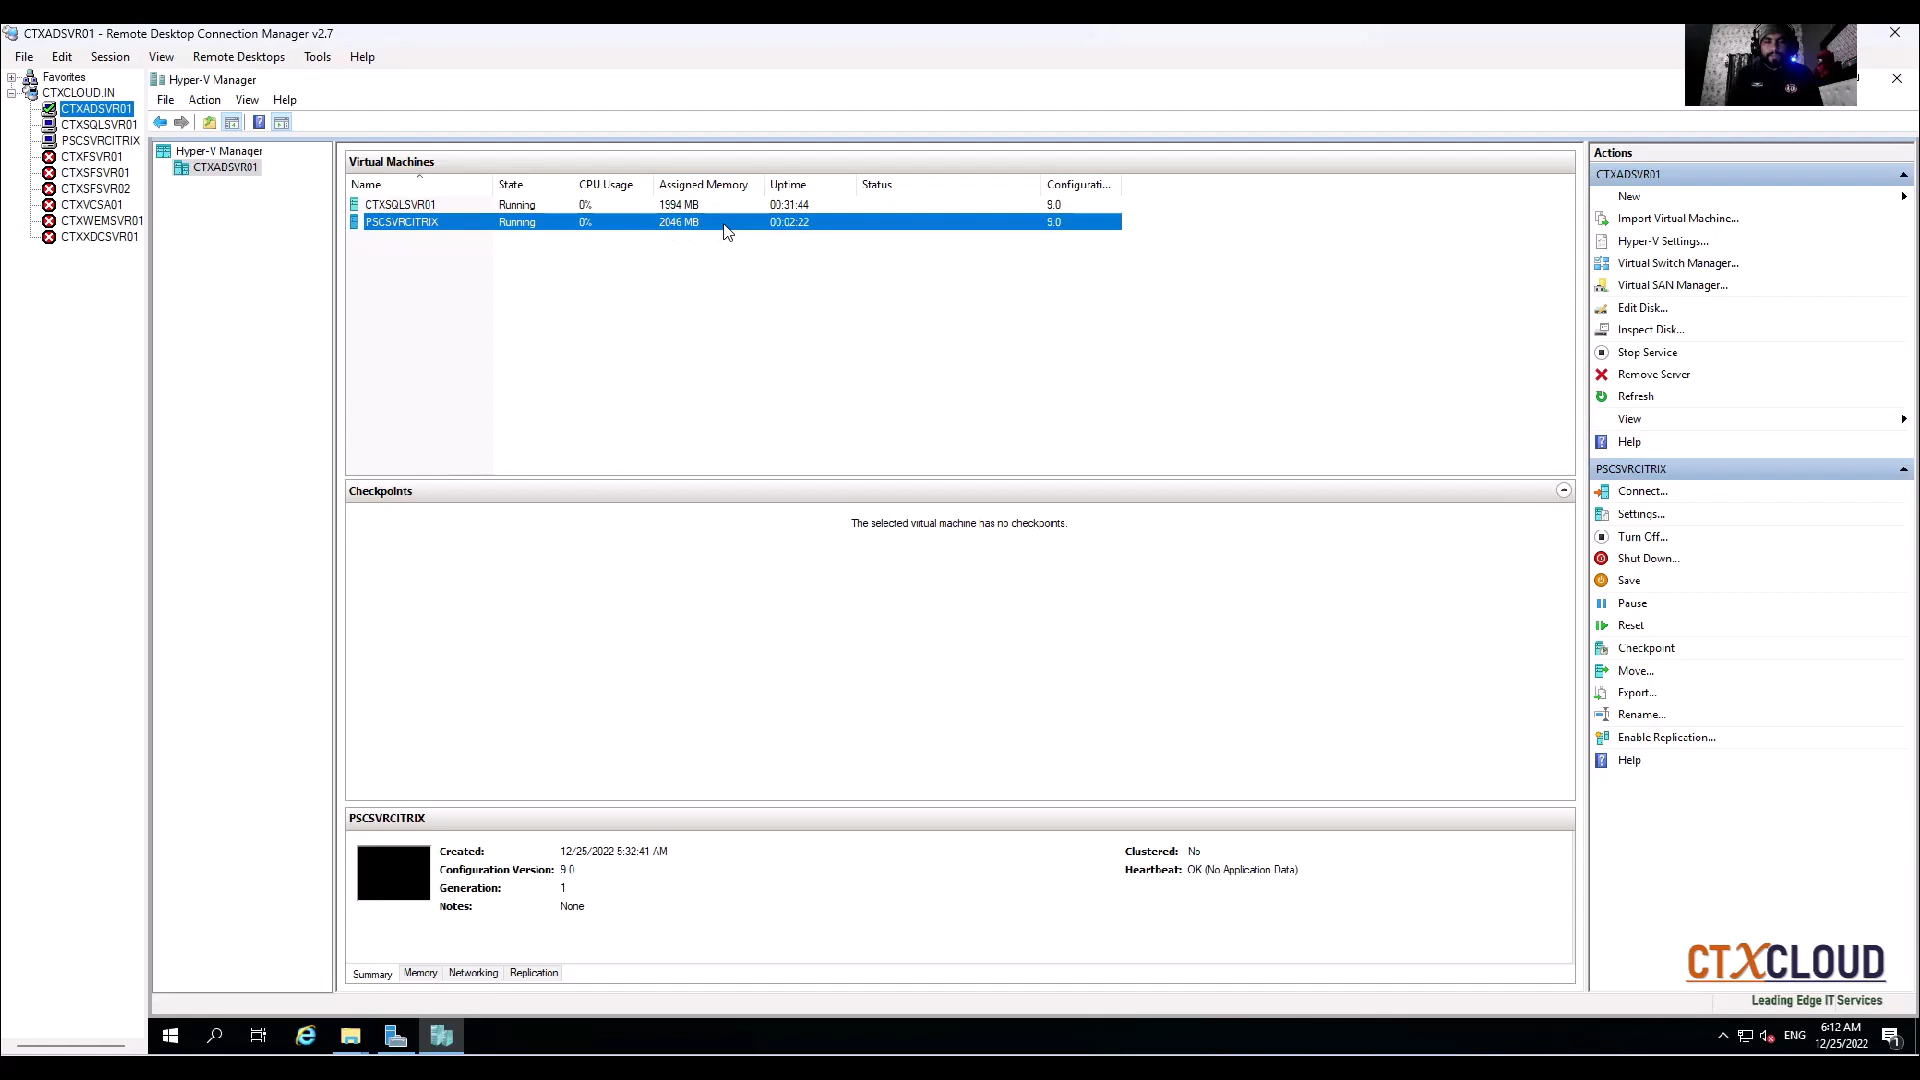 CTXADSVR01 - Remote Desktop Connection Manager v2.7
File Edit Session View Remote Desktops Tools Help
Favorites
CTXCLOUD.IN
CTXADSVR01
CTXSQLSVR01
PSCSVRCITRIX
CTXFSVR01
CTXSFSVR01
CTXSFSVR02
CTXVCSA01
CTXWEMSVR01
CTXXDCSVR01
Hyper-V Manager
File Action View Help
Hyper-V Manager
CTXADSVR01
Virtual Machines
Name State CPU Usage Assigned Memory Uptime Status Configurati...
CTXSQLSVR01 Running 0% 1994 MB 00:31:44 9.0
PSCSVRCITRIX Running 0% 2046 MB 00:02:22 9.0
Checkpoints
The selected virtual machine has no checkpoints.
PSCSVRCITRIX
Created: 12/25/2022 5:32:41 AM Clustered: No
Configuration Version: 9.0 Heartbeat: OK (No Application Data)
Generation: 1
Notes: None
Summary Memory Networking Replication
Actions
CTXADSVR01
New
Import Virtual Machine...
Hyper-V Settings...
Virtual Switch Manager...
Virtual SAN Manager...
Edit Disk...
Inspect Disk...
Stop Service
Remove Server
Refresh
View
Help
PSCSVRCITRIX
Connect...
Settings...
Turn Off...
Shut Down...
Save
Pause
Reset
Checkpoint
Move...
Export...
Rename...
Enable Replication...
Help
CTXCLOUD
Leading Edge IT Services
ENG
6:12 AM
12/25/2022
1